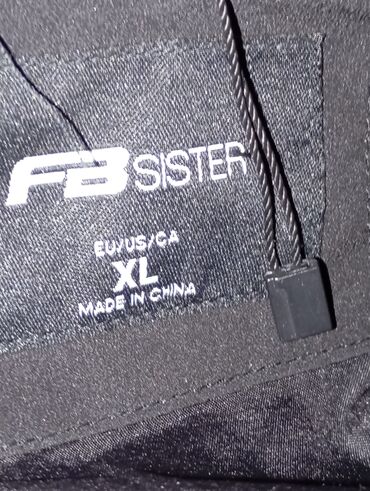 FB SISTER
EU/US/CA
XL
MADE IN CHINA